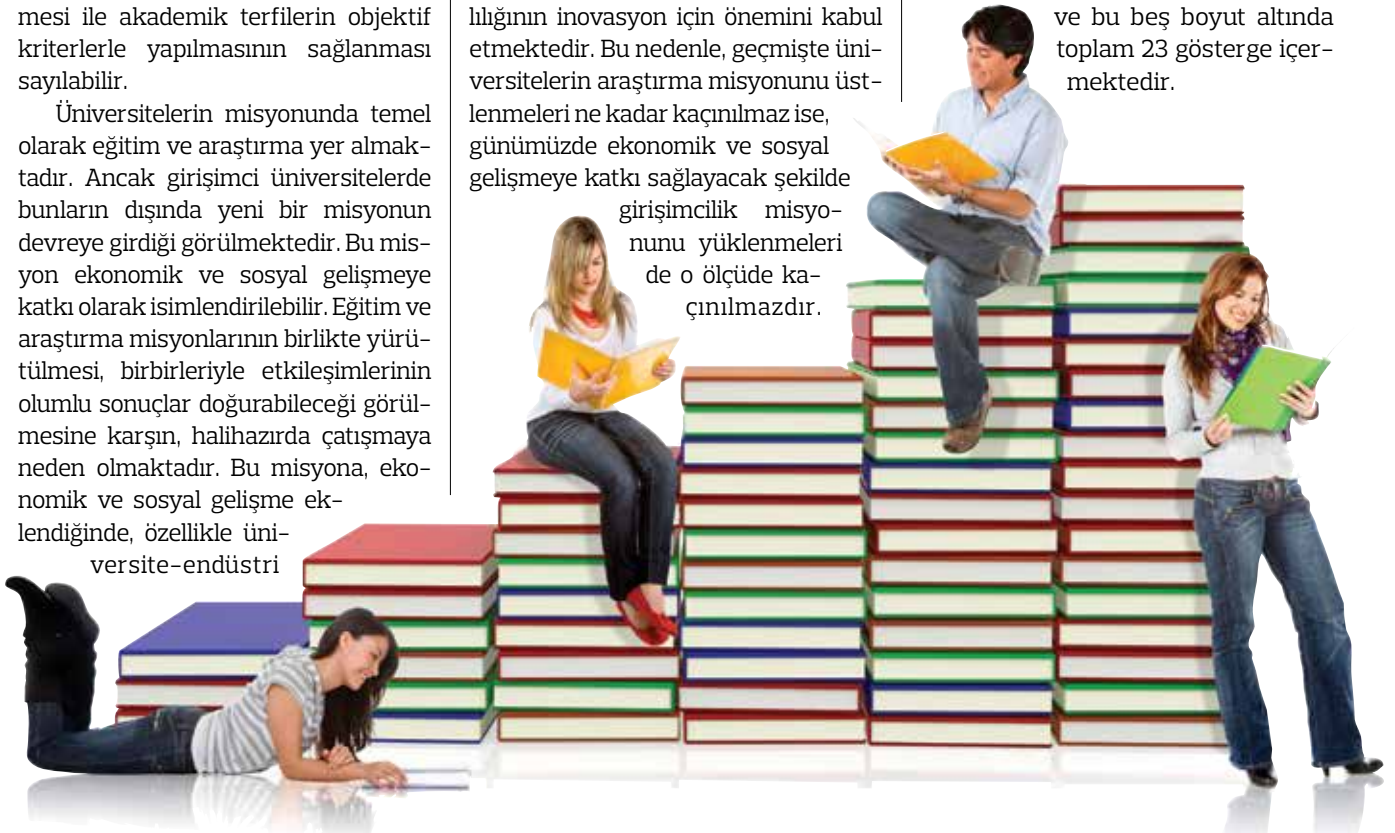 mesi ile akademik terfilerin objektif
kriterlerle yapılmasının sağlanması
sayılabilir.
Üniversitelerin misyonunda temel
olarak eğitim ve araştırma yer almak-
tadır. Ancak girişimci üniversitelerde
bunların dışında yeni bir misyonun
devreye girdiği görülmektedir. Bu mis-
yon ekonomik ve sosyal gelişmeye
katkı olarak isimlendirilebilir. Eğitim ve
araştırma misyonlarının birlikte yürü-
tülmesi, birbirleriyle etkileşimlerinin
olumlu sonuçlar doğurabileceği görül-
mesine karşın, halihazırda çatışmaya
neden olmaktadır. Bu misyona, eko-
nomik ve sosyal gelişme ek-
lendiğinde, özellikle üni-
versite-endüstri
lılığının inovasyon için önemini kabul
etmektedir. Bu nedenle, geçmişte üni-
versitelerin araştırma misyonunu üst-
lenmeleri ne kadar kaçınılmaz ise,
günümüzde ekonomik ve sosyal
gelişmeye katkı sağlayacak şekilde
girişimcilik misyo-
nunu yüklenmeleri
de o ölçüde ka-
çınılmazdır.
ve bu beş boyut altında
toplam 23 gösterge içer-
mektedir.